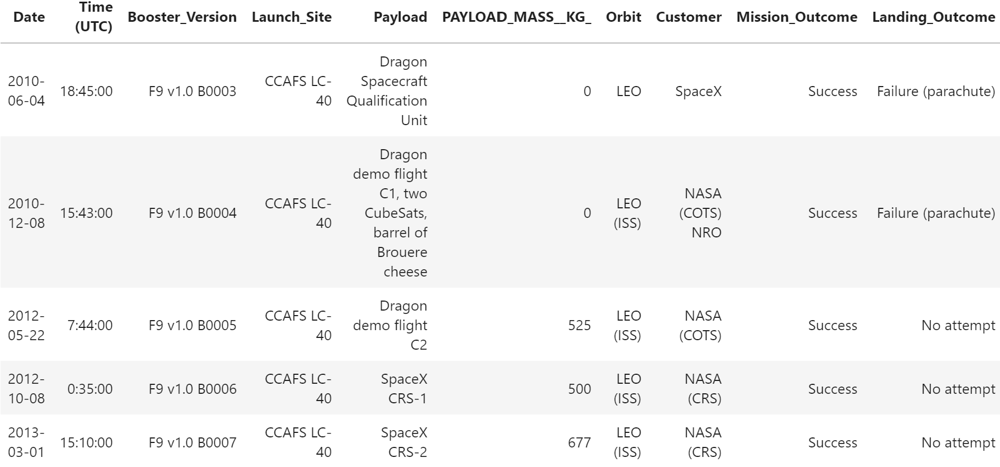 Date Time (UTC) Booster_Version Launch_Site Payload PAYLOAD_MASS__KG_ Orbit Customer Mission_Outcome Landing_Outcome
2010-06-04 18:45:00 F9 v1.0 B0003 CCAFS LC-40 Dragon Spacecraft Qualification Unit 0 LEO SpaceX Success Failure (parachute)
2010-12-08 15:43:00 F9 v1.0 B0004 CCAFS LC-40 Dragon demo flight C1, two CubeSats, barrel of Brouere cheese 0 LEO (ISS) NASA (COTS) NRO Success Failure (parachute)
2012-05-22 7:44:00 F9 v1.0 B0005 CCAFS LC-40 Dragon demo flight C2 525 LEO (ISS) NASA (COTS) Success No attempt
2012-10-08 0:35:00 F9 v1.0 B0006 CCAFS LC-40 SpaceX CRS-1 500 LEO (ISS) NASA (CRS) Success No attempt
2013-03-01 15:10:00 F9 v1.0 B0007 CCAFS LC-40 SpaceX CRS-2 677 LEO (ISS) NASA (CRS) Success No attempt